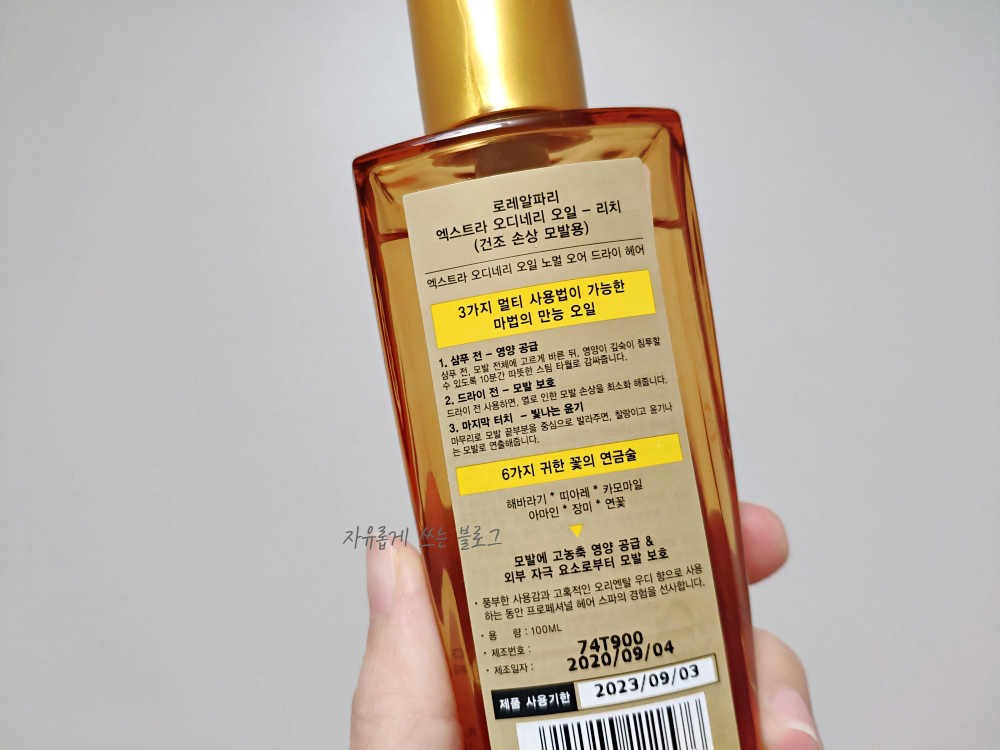 로레알파리
엑스트라 오디네리 오일 – 리치
(건조 손상 모발용)
엑스트라 오디네리 오일 노멀 오어 드라이 헤어
3가지 멀티 사용법이 가능한
마법의 만능 오일
1. 샴푸 전 – 영양 공급
샴푸 전, 모발 전체에 고르게 바른 뒤, 영양이 깊숙이 침투할
수 있도록 10분간 따뜻한 스팀 타월로 감싸줍니다.
2. 드라이 전 – 모발 보호
드라이 전 사용하면, 열로 인한 모발 손상을 최소화 해줍니다.
3. 마지막 터치 – 빛나는 윤기
마무리로 모발 끝부분을 중심으로 발라주면, 찰랑이고 윤기나
는 모발로 연출해줍니다.
6가지 귀한 꽃의 연금술
해바라기 * 띠아레 * 카모마일
아마인 * 장미 * 연꽃
자유롭게 쓰는 블로그
모발에 고농축 영양 공급 &
외부 자극 요소로부터 모발 보호
· 풍부한 사용감과 고혹적인 오리엔탈 우디 향으로 사용
하는 동안 프로페셔널 헤어 스파의 경험을 선사합니다.
· 용 량 : 100ML
· 제조번호 : 74T900
· 제조일자 : 2020/09/04
제품 사용기한 2023/09/03